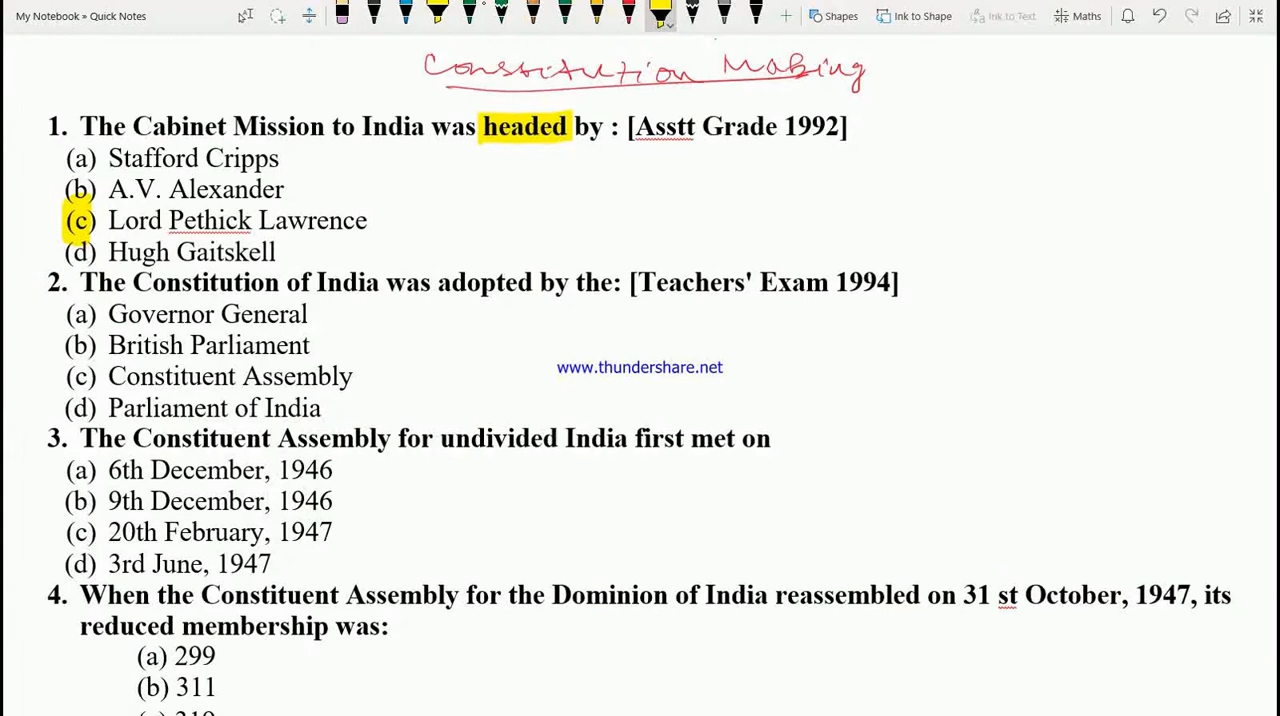 My Notebook » Quick Notes
Shapes
Ink to Shape
Ink to Text
Maths
Constitution Making
1. The Cabinet Mission to India was headed by : [Asstt Grade 1992]
(a) Stafford Cripps
(b) A.V. Alexander
(c) Lord Pethick Lawrence
(d) Hugh Gaitskell
2. The Constitution of India was adopted by the: [Teachers' Exam 1994]
(a) Governor General
(b) British Parliament
(c) Constituent Assembly
www.thundershare.net
(d) Parliament of India
3. The Constituent Assembly for undivided India first met on
(a) 6th December, 1946
(b) 9th December, 1946
(c) 20th February, 1947
(d) 3rd June, 1947
4. When the Constituent Assembly for the Dominion of India reassembled on 31 st October, 1947, its
reduced membership was:
(a) 299
(b) 311